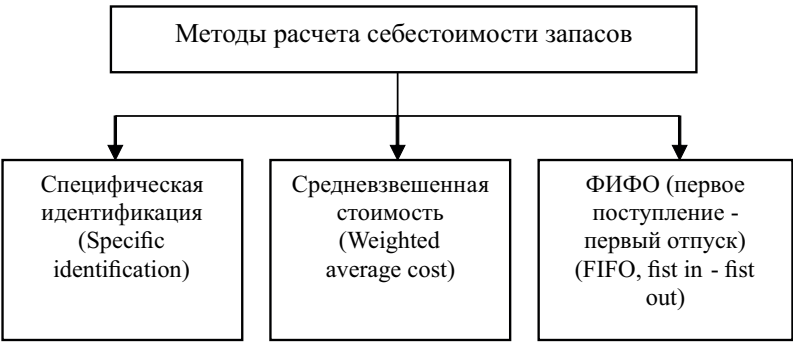 Методы расчета себестоимости запасов
Специфическая
идентификация
(Specific
identification)
Средневзвешенная
стоимость
(Weighted
average cost)
ФИФО (первое
поступление -
первый отпуск)
(FIFO, fist in - fist
out)